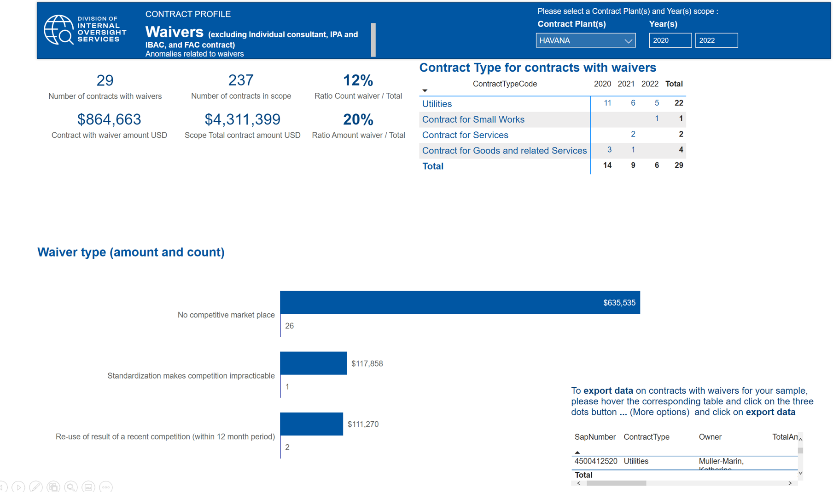 DIVISION OF
INTERNAL
OVERSIGHT
SERVICES
CONTRACT PROFILE
Waivers (excluding Individual consultant, IPA and
IBAC, and FAC contract)
Anomalies related to waivers
Please select a Contract Plant(s) and Year(s) scope :
Contract Plant(s) Year(s)
HAVANA 2020 2022
29 237 12%
Number of contracts with waivers Number of contracts in scope Ratio Count waiver / Total
$864,663 $4,311,399 20%
Contract with waiver amount USD Scope Total contract amount USD Ratio Amount waiver / Total
Contract Type for contracts with waivers
ContractTypeCode 2020 2021 2022 Total
Utilities 11 6 5 22
Contract for Small Works 1 1
Contract for Services 2 2
Contract for Goods and related Services 3 1 4
Total 14 9 6 29
Waiver type (amount and count)
No competitive market place $635,535
26
Standardization makes competition impracticable $117,858
1
Re-use of result of a recent competition (within 12 month period) $111,270
2
To export data on contracts with waivers for your sample,
please hover the corresponding table and click on the three
dots button ... (More options) and click on export data
SapNumber ContractType Owner TotalAn
4500412520 Utilities Muller-Marin,
Total